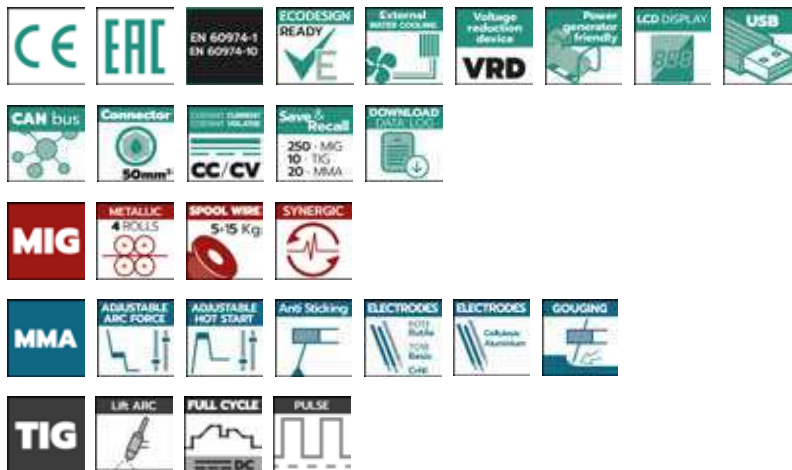 CE
EAC
EN 60974-1
EN 60974-10
ECODESIGN
READY
E
External
WATER COOLING
Voltage
reduction
device
VRD
Power
generator
friendly
LCD DISPLAY
USB
CAN bus
Connector
50mm²
CONSTANT CURRENT
CONSTANT VOLTAGE
CC/CV
Save &
Recall
250 - MIG
10 - TIG
20 - MMA
DOWNLOAD
DATA LOG
MIG
METALLIC
4 ROLLS
SPOOL WIRE
5-15 Kg
SYNERGIC
MMA
ADJUSTABLE
ARC FORCE
ADJUSTABLE
HOT START
Anti Sticking
ELECTRODES
Rutile
Basic
CrNi
ELECTRODES
Cellulosic
Aluminium
GOUGING
TIG
Lift ARC
FULL CYCLE
DC
PULSE